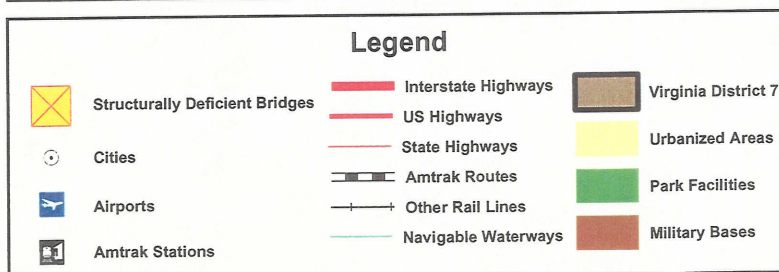 Legend
Structurally Deficient Bridges
Cities
Airports
Amtrak Stations
Interstate Highways
US Highways
State Highways
Amtrak Routes
Other Rail Lines
Navigable Waterways
Virginia District 7
Urbanized Areas
Park Facilities
Military Bases